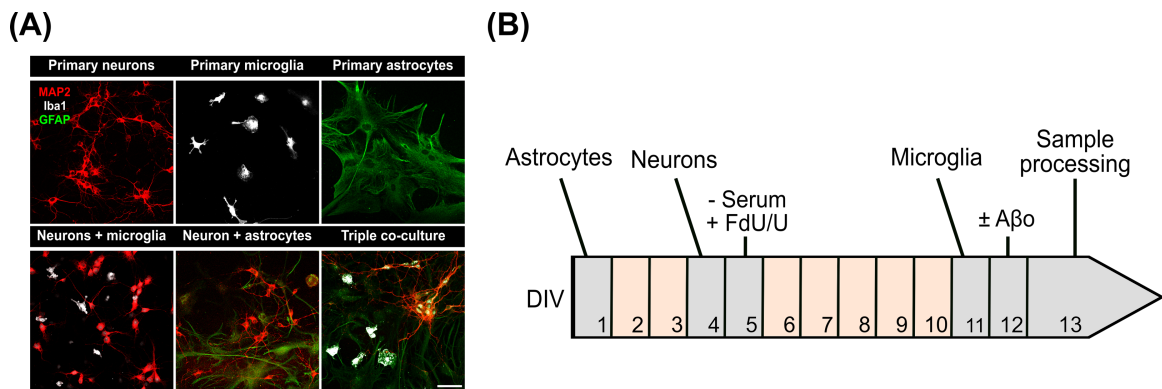 (A)
Primary neurons
Primary microglia
Primary astrocytes
MAP2
Iba1
GFAP
Neurons + microglia
Neuron + astrocytes
Triple co-culture
(B)
Astrocytes
Neurons
- Serum
+ FdU/U
Microglia
± Aβo
Sample
processing
DIV
1 2 3 4 5 6 7 8 9 10 11 12 13